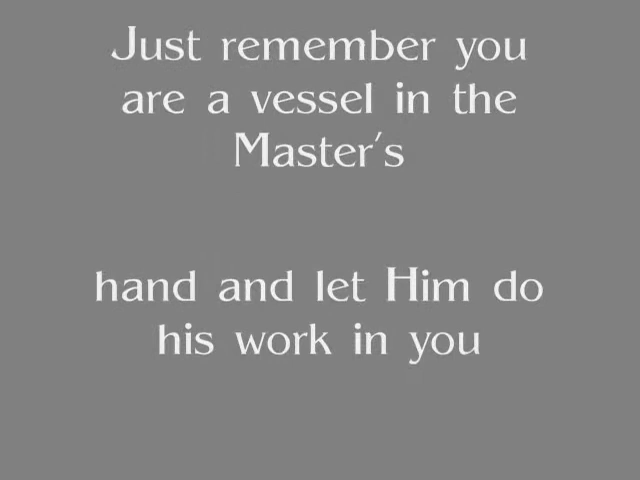 Just remember you
are a vessel in the
Master's
hand and let Him do
his work in you